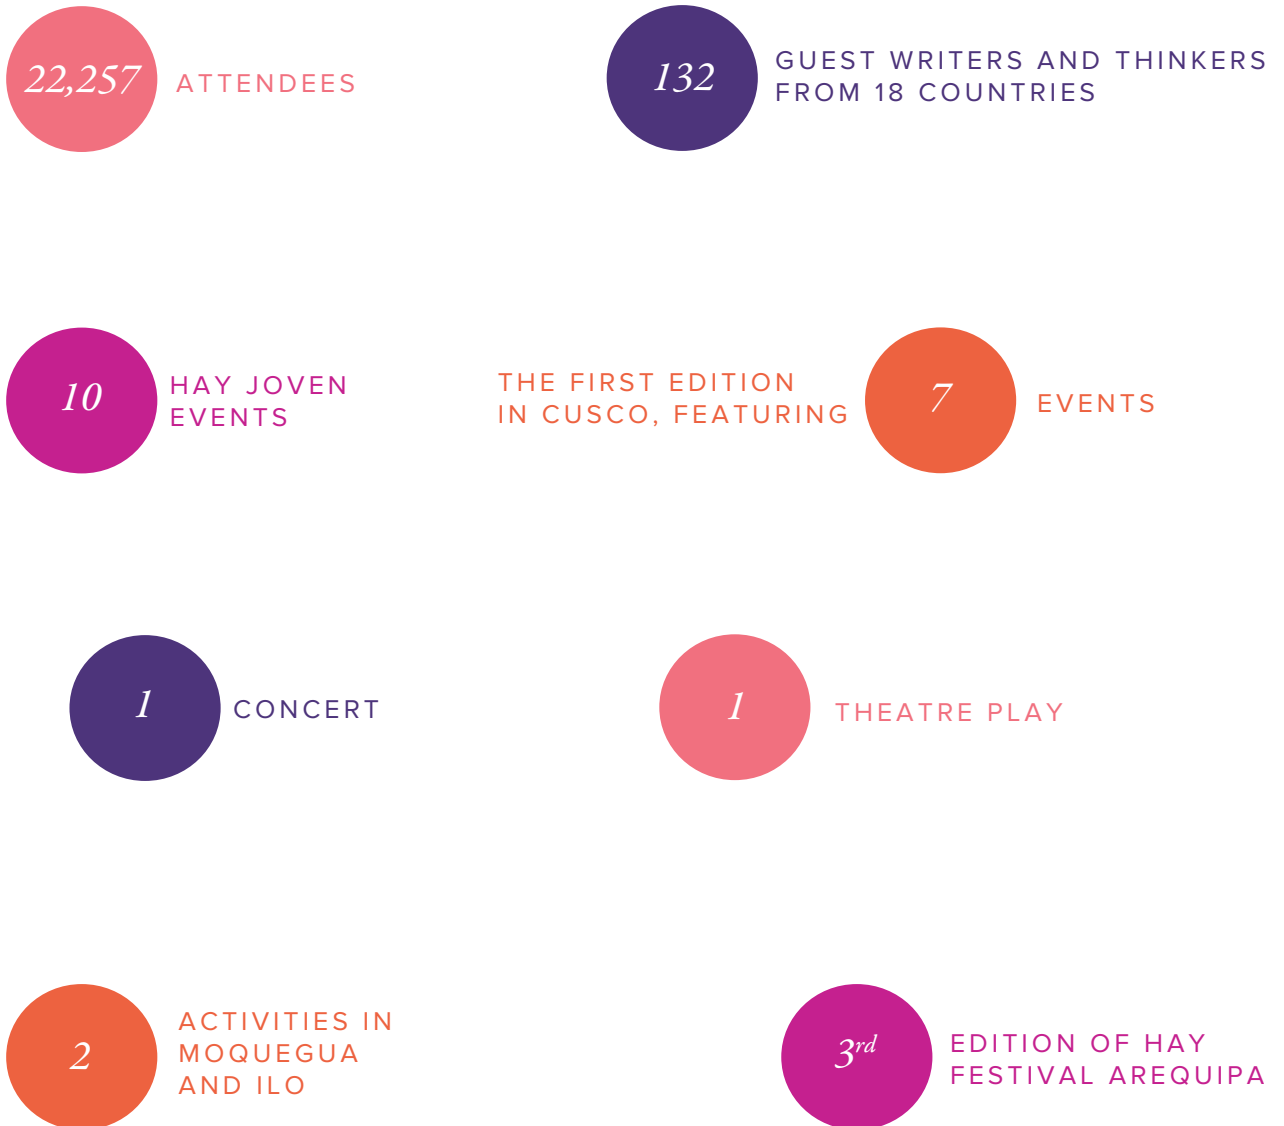 22,257
ATTENDEES
132
GUEST WRITERS AND THINKERS
FROM 18 COUNTRIES
10
HAY JOVEN
EVENTS
THE FIRST EDITION
IN CUSCO, FEATURING
7
EVENTS
1
CONCERT
1
THEATRE PLAY
2
ACTIVITIES IN
MOQUEGUA
AND ILO
3rd
EDITION OF HAY
FESTIVAL AREQUIPA